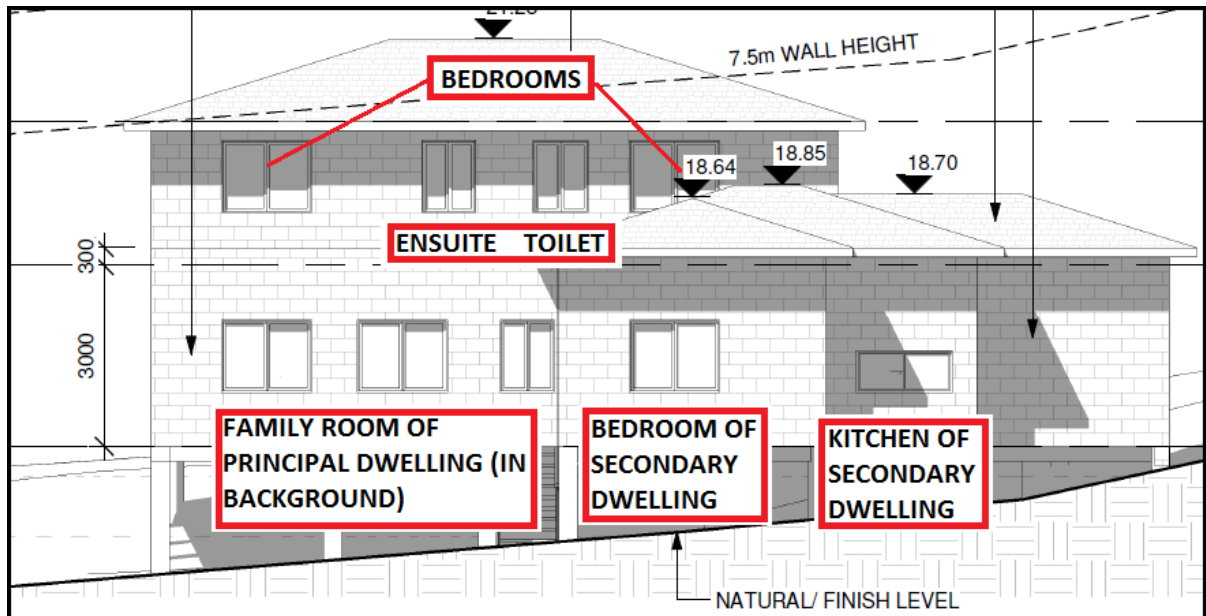 7.5m WALL HEIGHT
BEDROOMS
18.64
18.85
18.70
ENSUITE TOILET
300
3000
FAMILY ROOM OF
PRINCIPAL DWELLING (IN
BACKGROUND)
BEDROOM OF
SECONDARY
DWELLING
KITCHEN OF
SECONDARY
DWELLING
NATURAL/ FINISH LEVEL